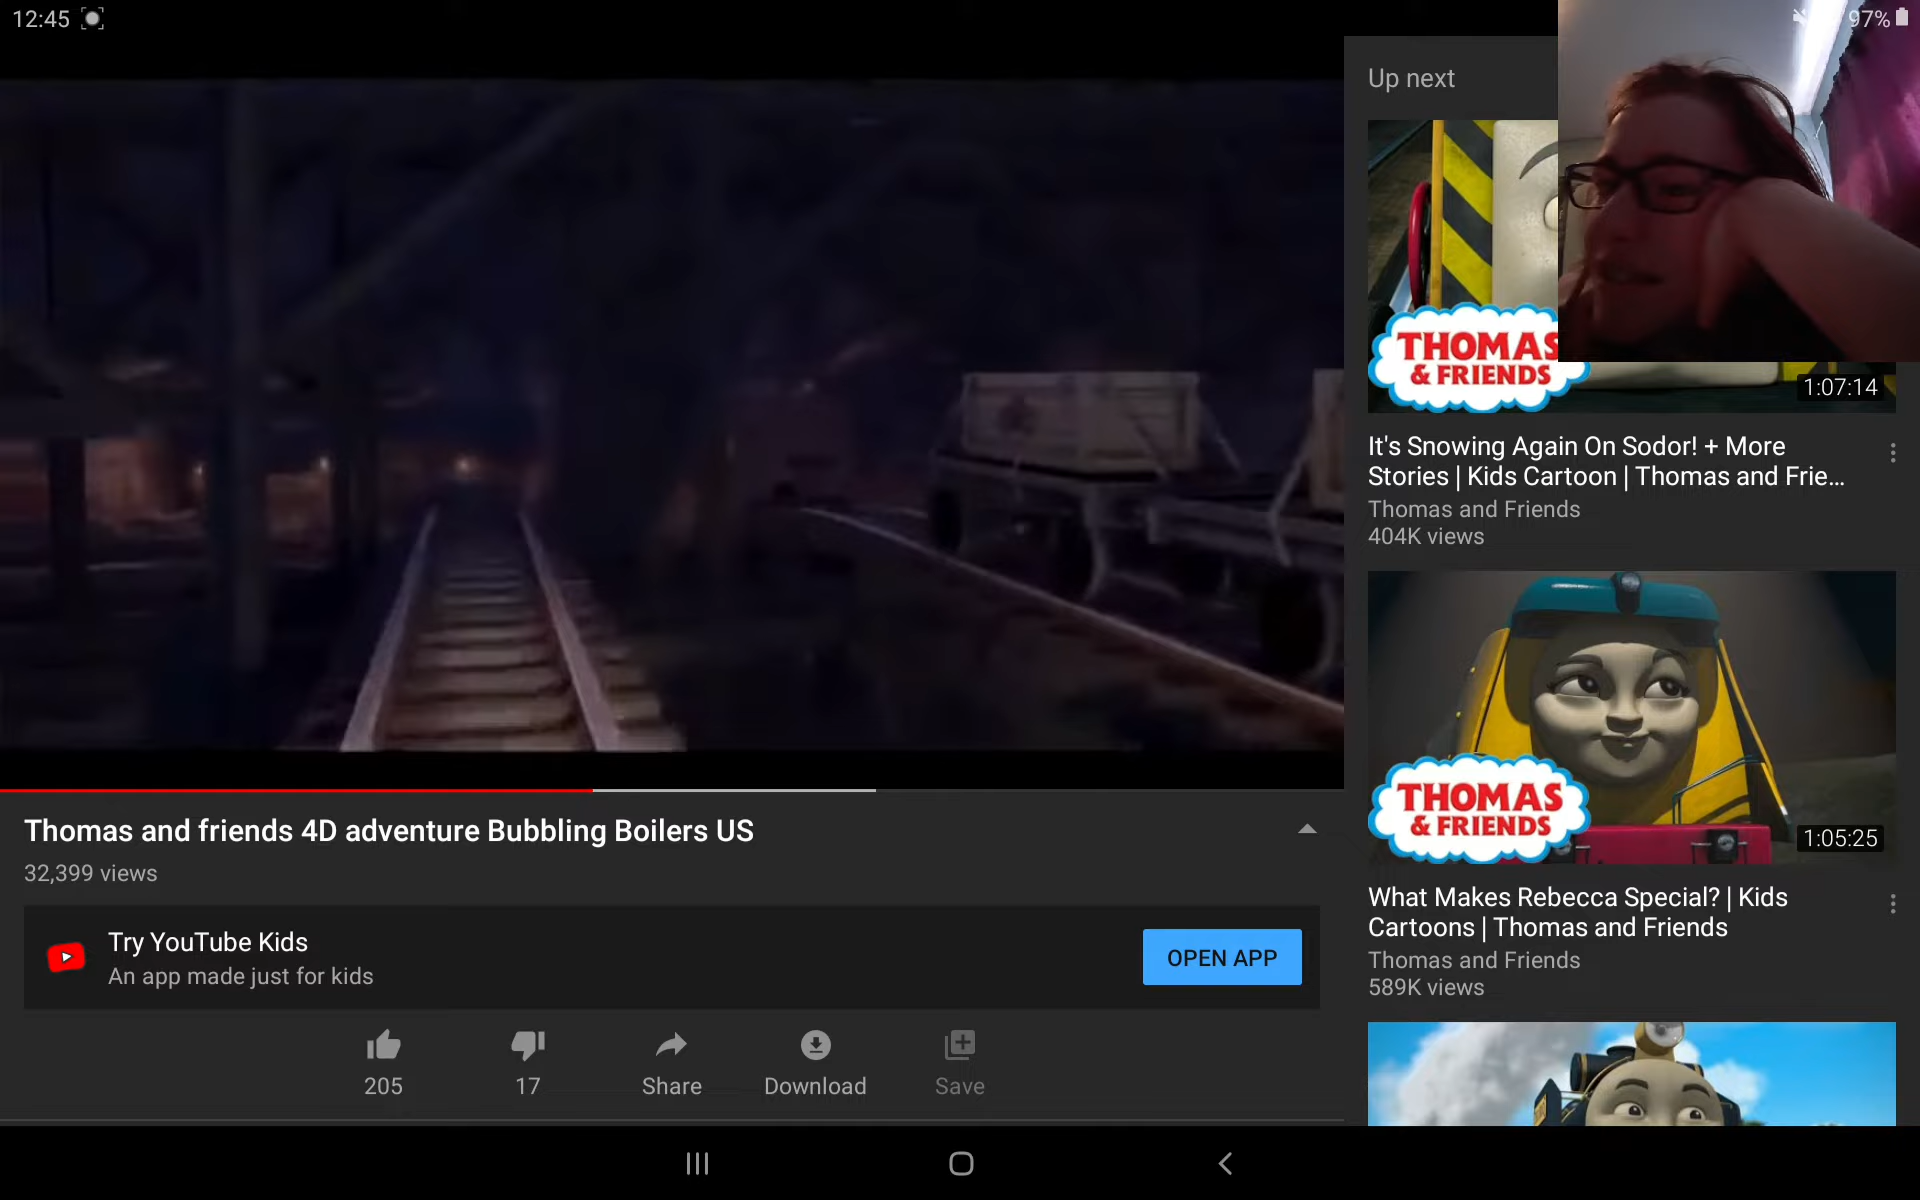 12:45
97%
Up next
THOMAS
& FRIENDS
1:07:14
It's Snowing Again On Sodor! + More
Stories | Kids Cartoon | Thomas and Frie...
Thomas and Friends
404K views
THOMAS
& FRIENDS
1:05:25
What Makes Rebecca Special? | Kids
Cartoons | Thomas and Friends
Thomas and Friends
589K views
Thomas and friends 4D adventure Bubbling Boilers US
32,399 views
Try YouTube Kids
An app made just for kids
OPEN APP
205
17
Share
Download
Save